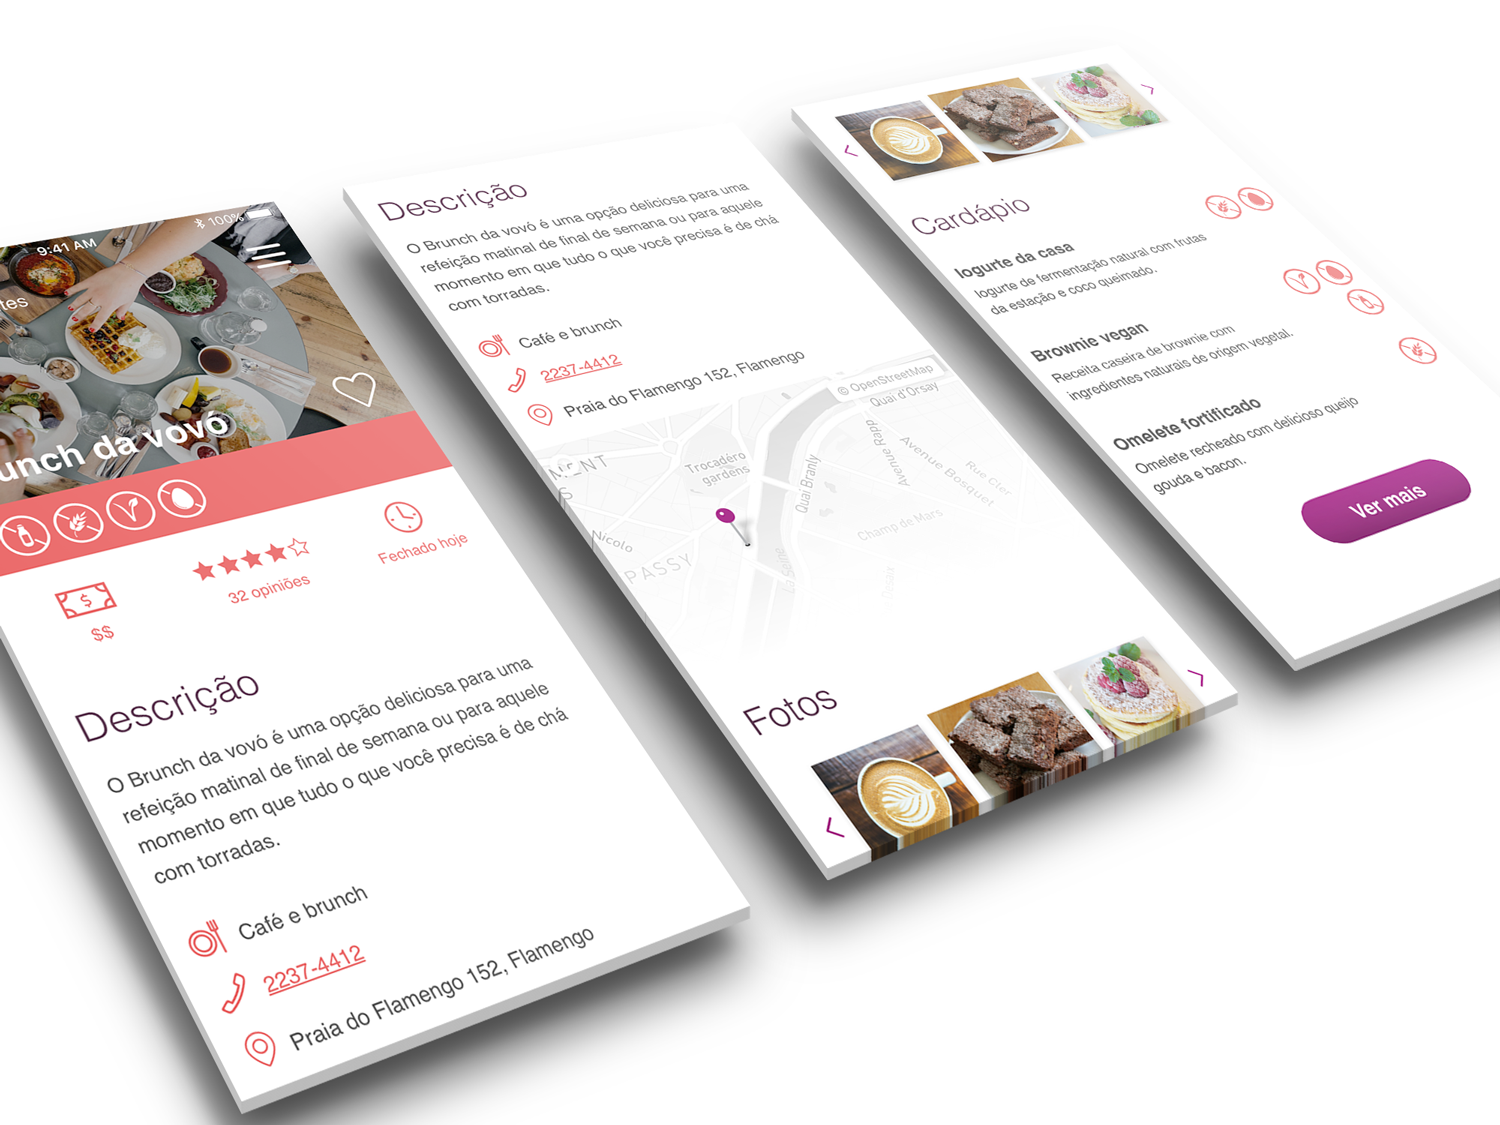 9:41 AM
100%
tes
unch da vovó
$
$$
32 opiniões
Fechado hoje
Descrição
O Brunch da vovó é uma opção deliciosa para uma
refeição matinal de final de semana ou para aquele
momento em que tudo o que você precisa é de chá
com torradas.
Café e brunch
2237-4412
Praia do Flamengo 152, Flamengo
Descrição
O Brunch da vovó é uma opção deliciosa para uma
refeição matinal de final de semana ou para aquele
momento em que tudo o que você precisa é de chá
com torradas.
Café e brunch
2237-4412
Praia do Flamengo 152, Flamengo
© OpenStreetMap
Quai d'Orsay
Trocadéro
gardens
Quai Branly
Avenue Rapp
Avenue Bosquet
Rue Cler
Champ de Mars
MENT
S
Nicolo
PASSY
La Seine
Fotos
Cardápio
Iogurte da casa
Iogurte de fermentação natural com frutas
da estação e coco queimado.
Brownie vegan
Receita caseira de brownie com
ingredientes naturais de origem vegetal.
Omelete fortificado
Omelete recheado com delicioso queijo
gouda e bacon.
Ver mais